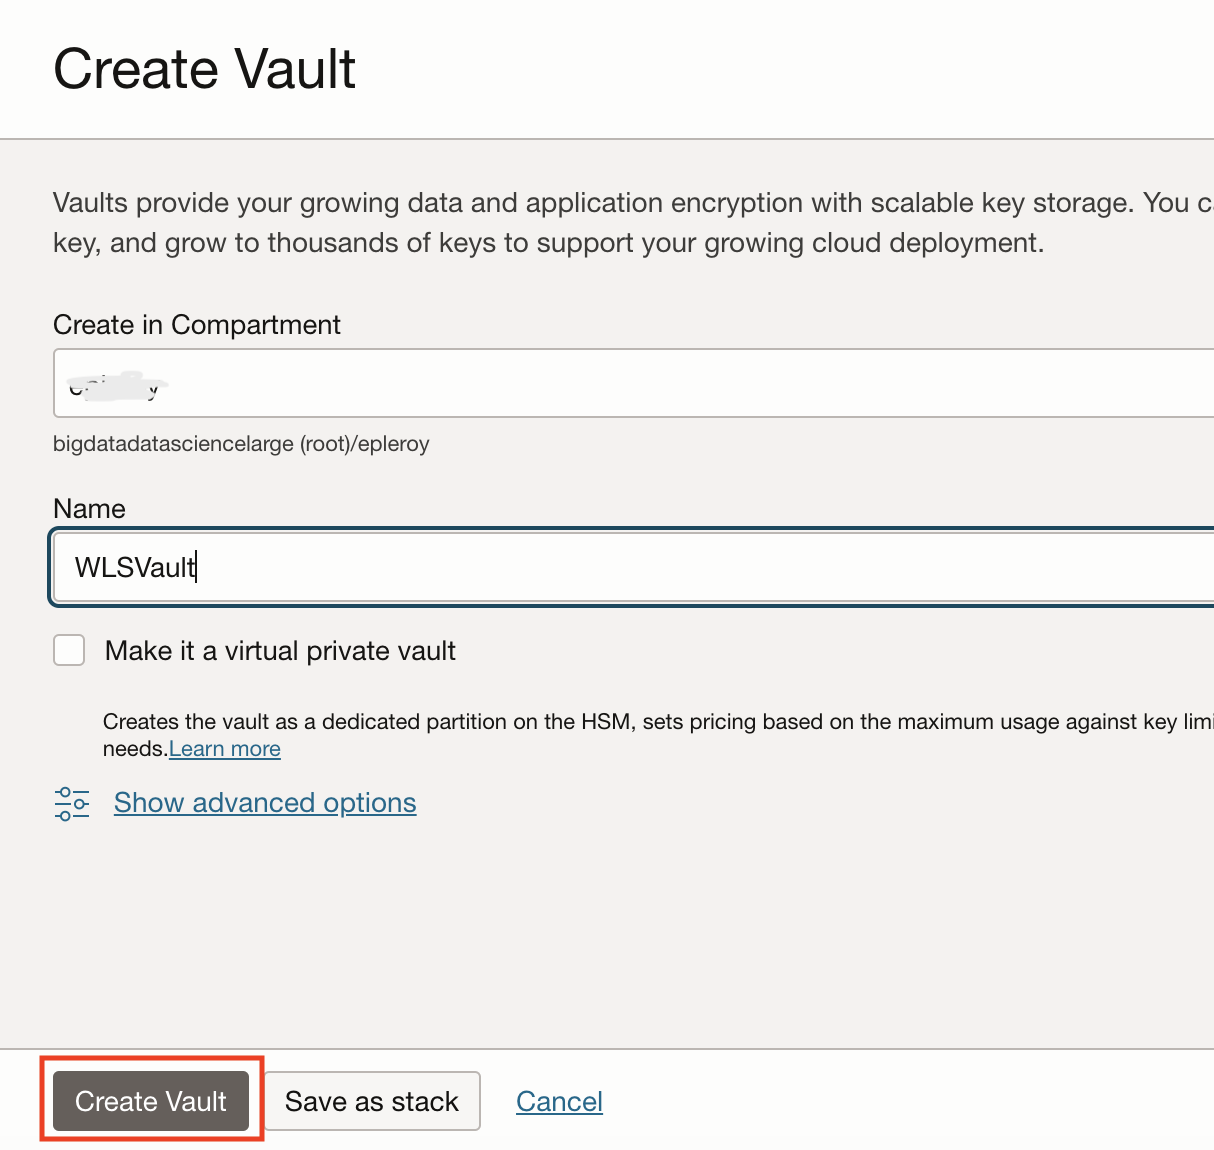 Create Vault
Vaults provide your growing data and application encryption with scalable key storage. You
key, and grow to thousands of keys to support your growing cloud deployment.
Create in Compartment
bigdatadatasciencelarge (root)/epleroy
Name
WLSVault
Make it a virtual private vault
Creates the vault as a dedicated partition on the HSM, sets pricing based on the maximum usage against key
needs.Learn more
Show advanced options
Create Vault
Save as stack
Cancel